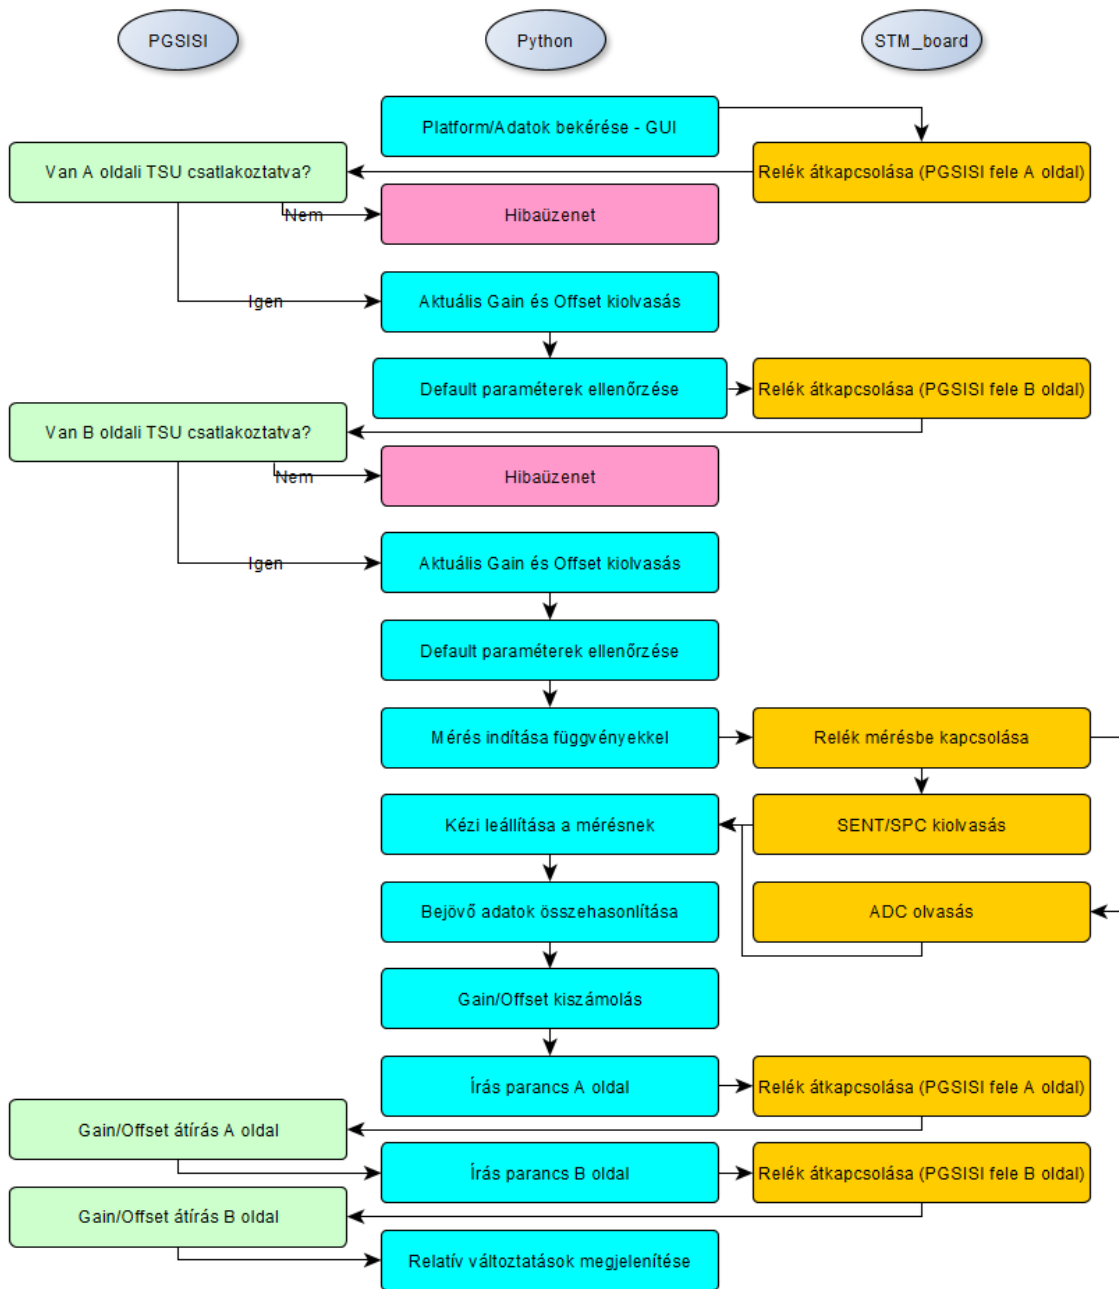 PGSISI
Python
STM_board
Platform/Adatok bekérése - GUI
Van A oldali TSU csatlakoztatva?
Relék átkapcsolása (PGSISI fele A oldal)
Nem
Hibaüzenet
Igen
Aktuális Gain és Offset kiolvasás
Default paraméterek ellenőrzése
Relék átkapcsolása (PGSISI fele B oldal)
Van B oldali TSU csatlakoztatva?
Nem
Hibaüzenet
Igen
Aktuális Gain és Offset kiolvasás
Default paraméterek ellenőrzése
Mérés indítása függvényekkel
Relék mérésbe kapcsolása
Kézi leállítása a mérésnek
SENT/SPC kiolvasás
Bejövő adatok összehasonlítása
ADC olvasás
Gain/Offset kiszámolás
Írás parancs A oldal
Relék átkapcsolása (PGSISI fele A oldal)
Gain/Offset átírás A oldal
Írás parancs B oldal
Relék átkapcsolása (PGSISI fele B oldal)
Gain/Offset átírás B oldal
Relatív változtatások megjelenítése